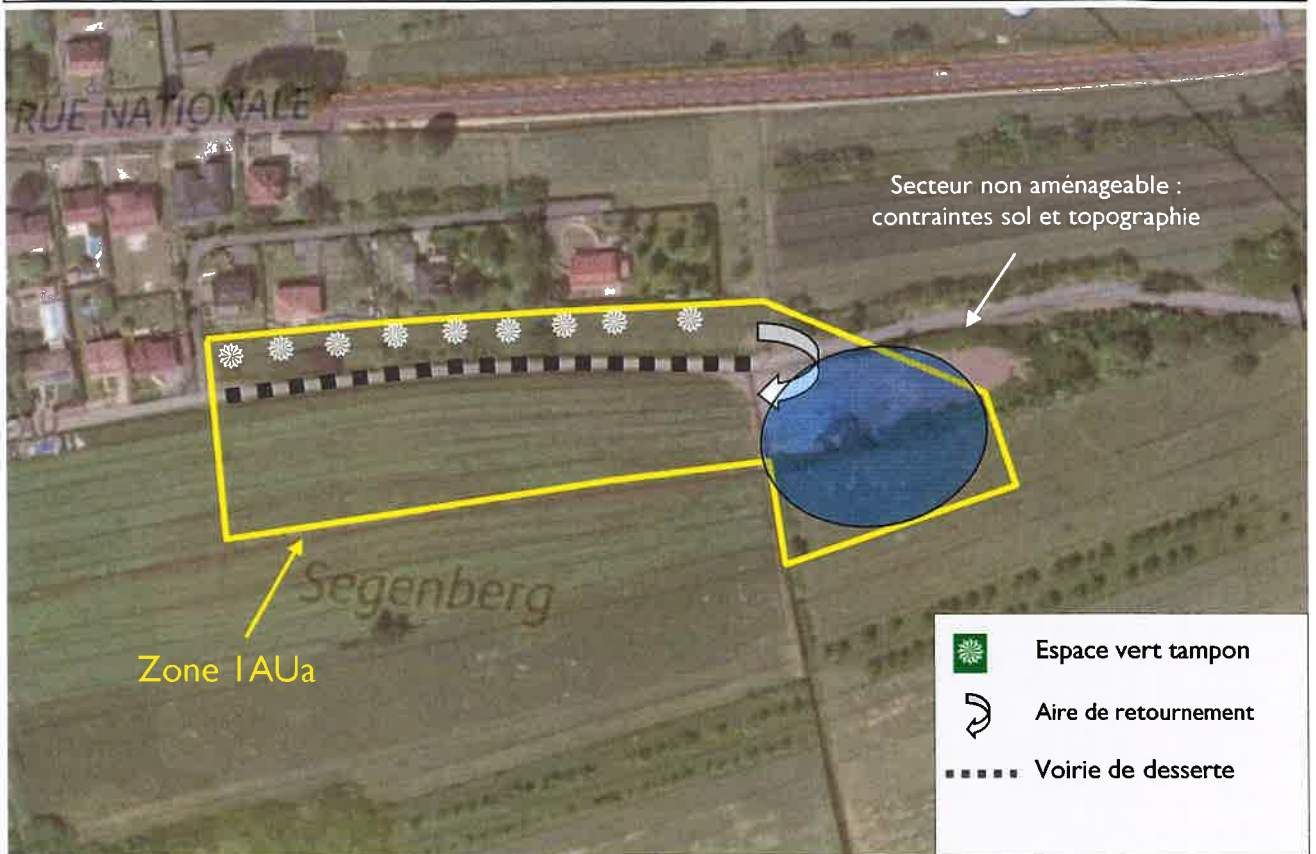 RUE NATIONALE
Secteur non aménageable :
contraintes sol et topographie
Segenberg
Zone 1AUa
Espace vert tampon
Aire de retournement
Voirie de desserte